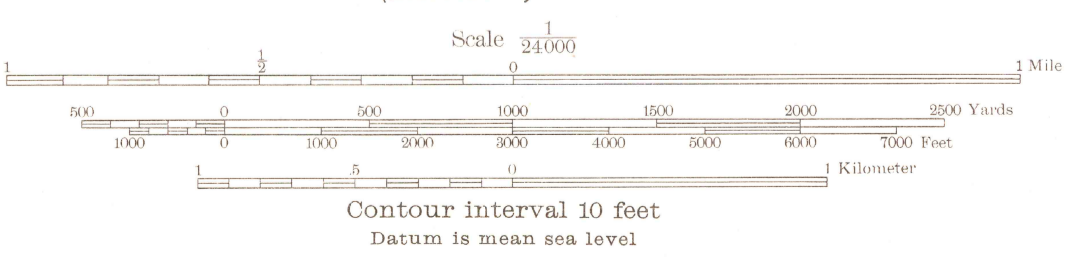 Scale 1/24000
1 1/2 0 1 Mile
500 0 500 1000 1500 2000 2500 Yards
1000 0 1000 2000 3000 4000 5000 6000 7000 Feet
1 .5 0 1 Kilometer
Contour interval 10 feet
Datum is mean sea level